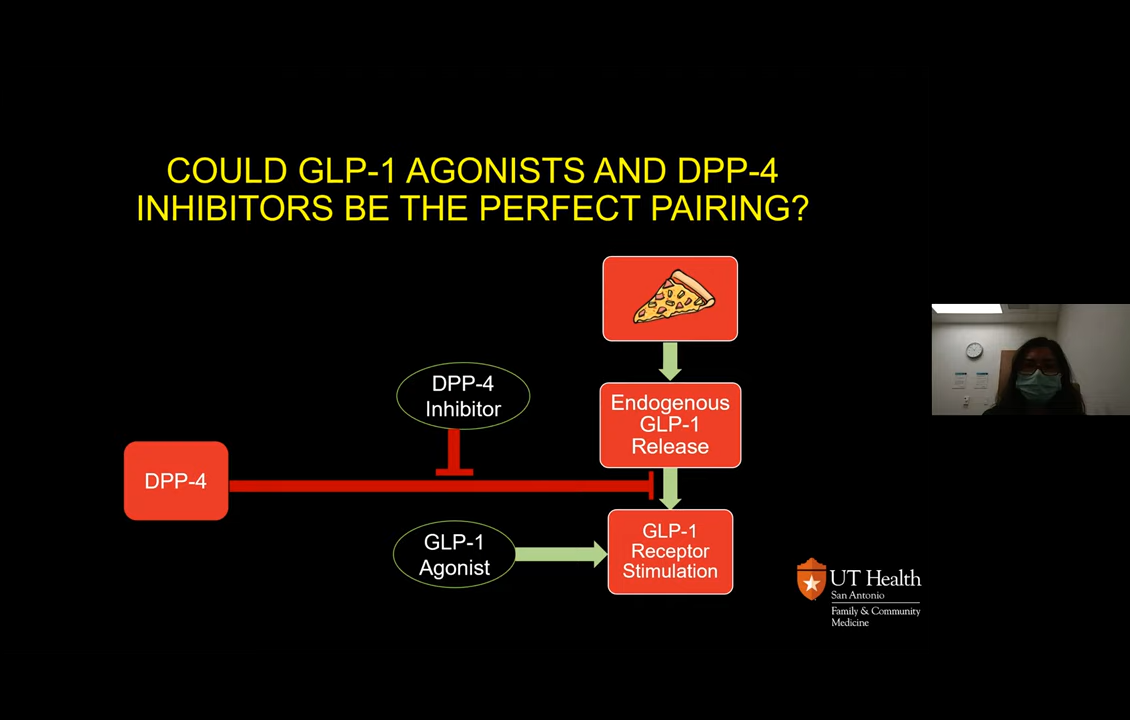 COULD GLP-1 AGONISTS AND DPP-4
INHIBITORS BE THE PERFECT PAIRING?
DPP-4
Inhibitor
Endogenous
GLP-1
Release
DPP-4
GLP-1
Agonist
GLP-1
Receptor
Stimulation
UT Health
San Antonio
Family & Community
Medicine